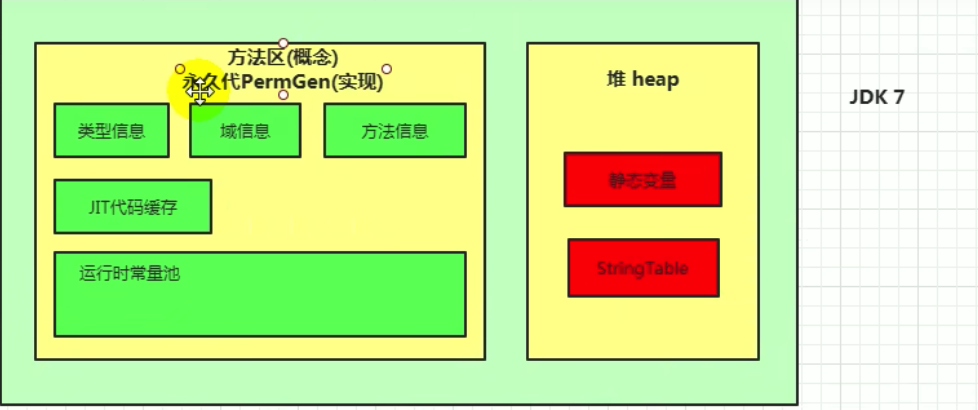 方法区(概念)
永久代PermGen(实现)
堆 heap
JDK 7
类型信息
域信息
方法信息
静态变量
JIT代码缓存
StringTable
运行时常量池